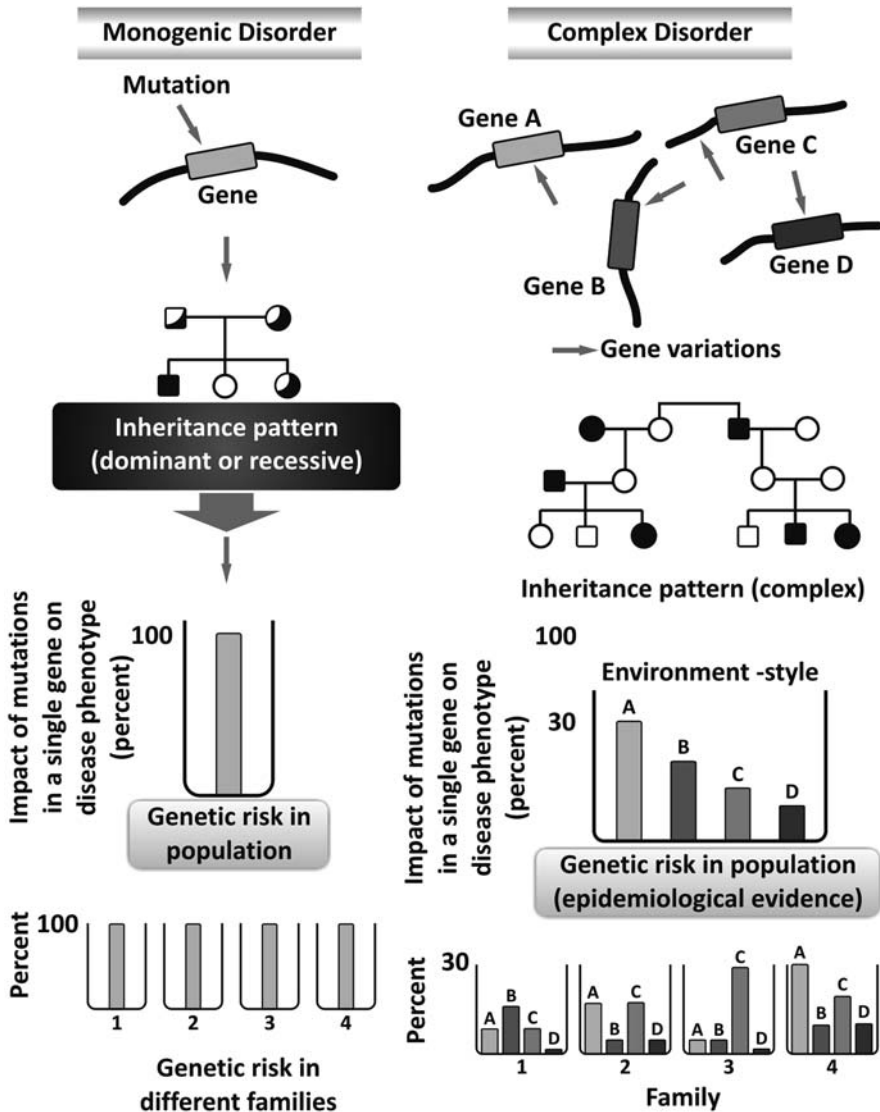 Monogenic Disorder
Mutation
Gene
Inheritance pattern
(dominant or recessive)
Impact of mutations
in a single gene on
disease phenotype
(percent)
100
Genetic risk in
population
Percent
100
1
2
3
4
Genetic risk in
different families
Complex Disorder
Gene A
Gene C
Gene B
Gene D
Gene variations
Inheritance pattern (complex)
Impact of mutations
in a single gene on
disease phenotype
(percent)
100
Environment -style
30
A
B
C
D
Genetic risk in population
(epidemiological evidence)
Percent
30
A B C D
A B C D
A B C D
A B C D
1
2
3
4
Family